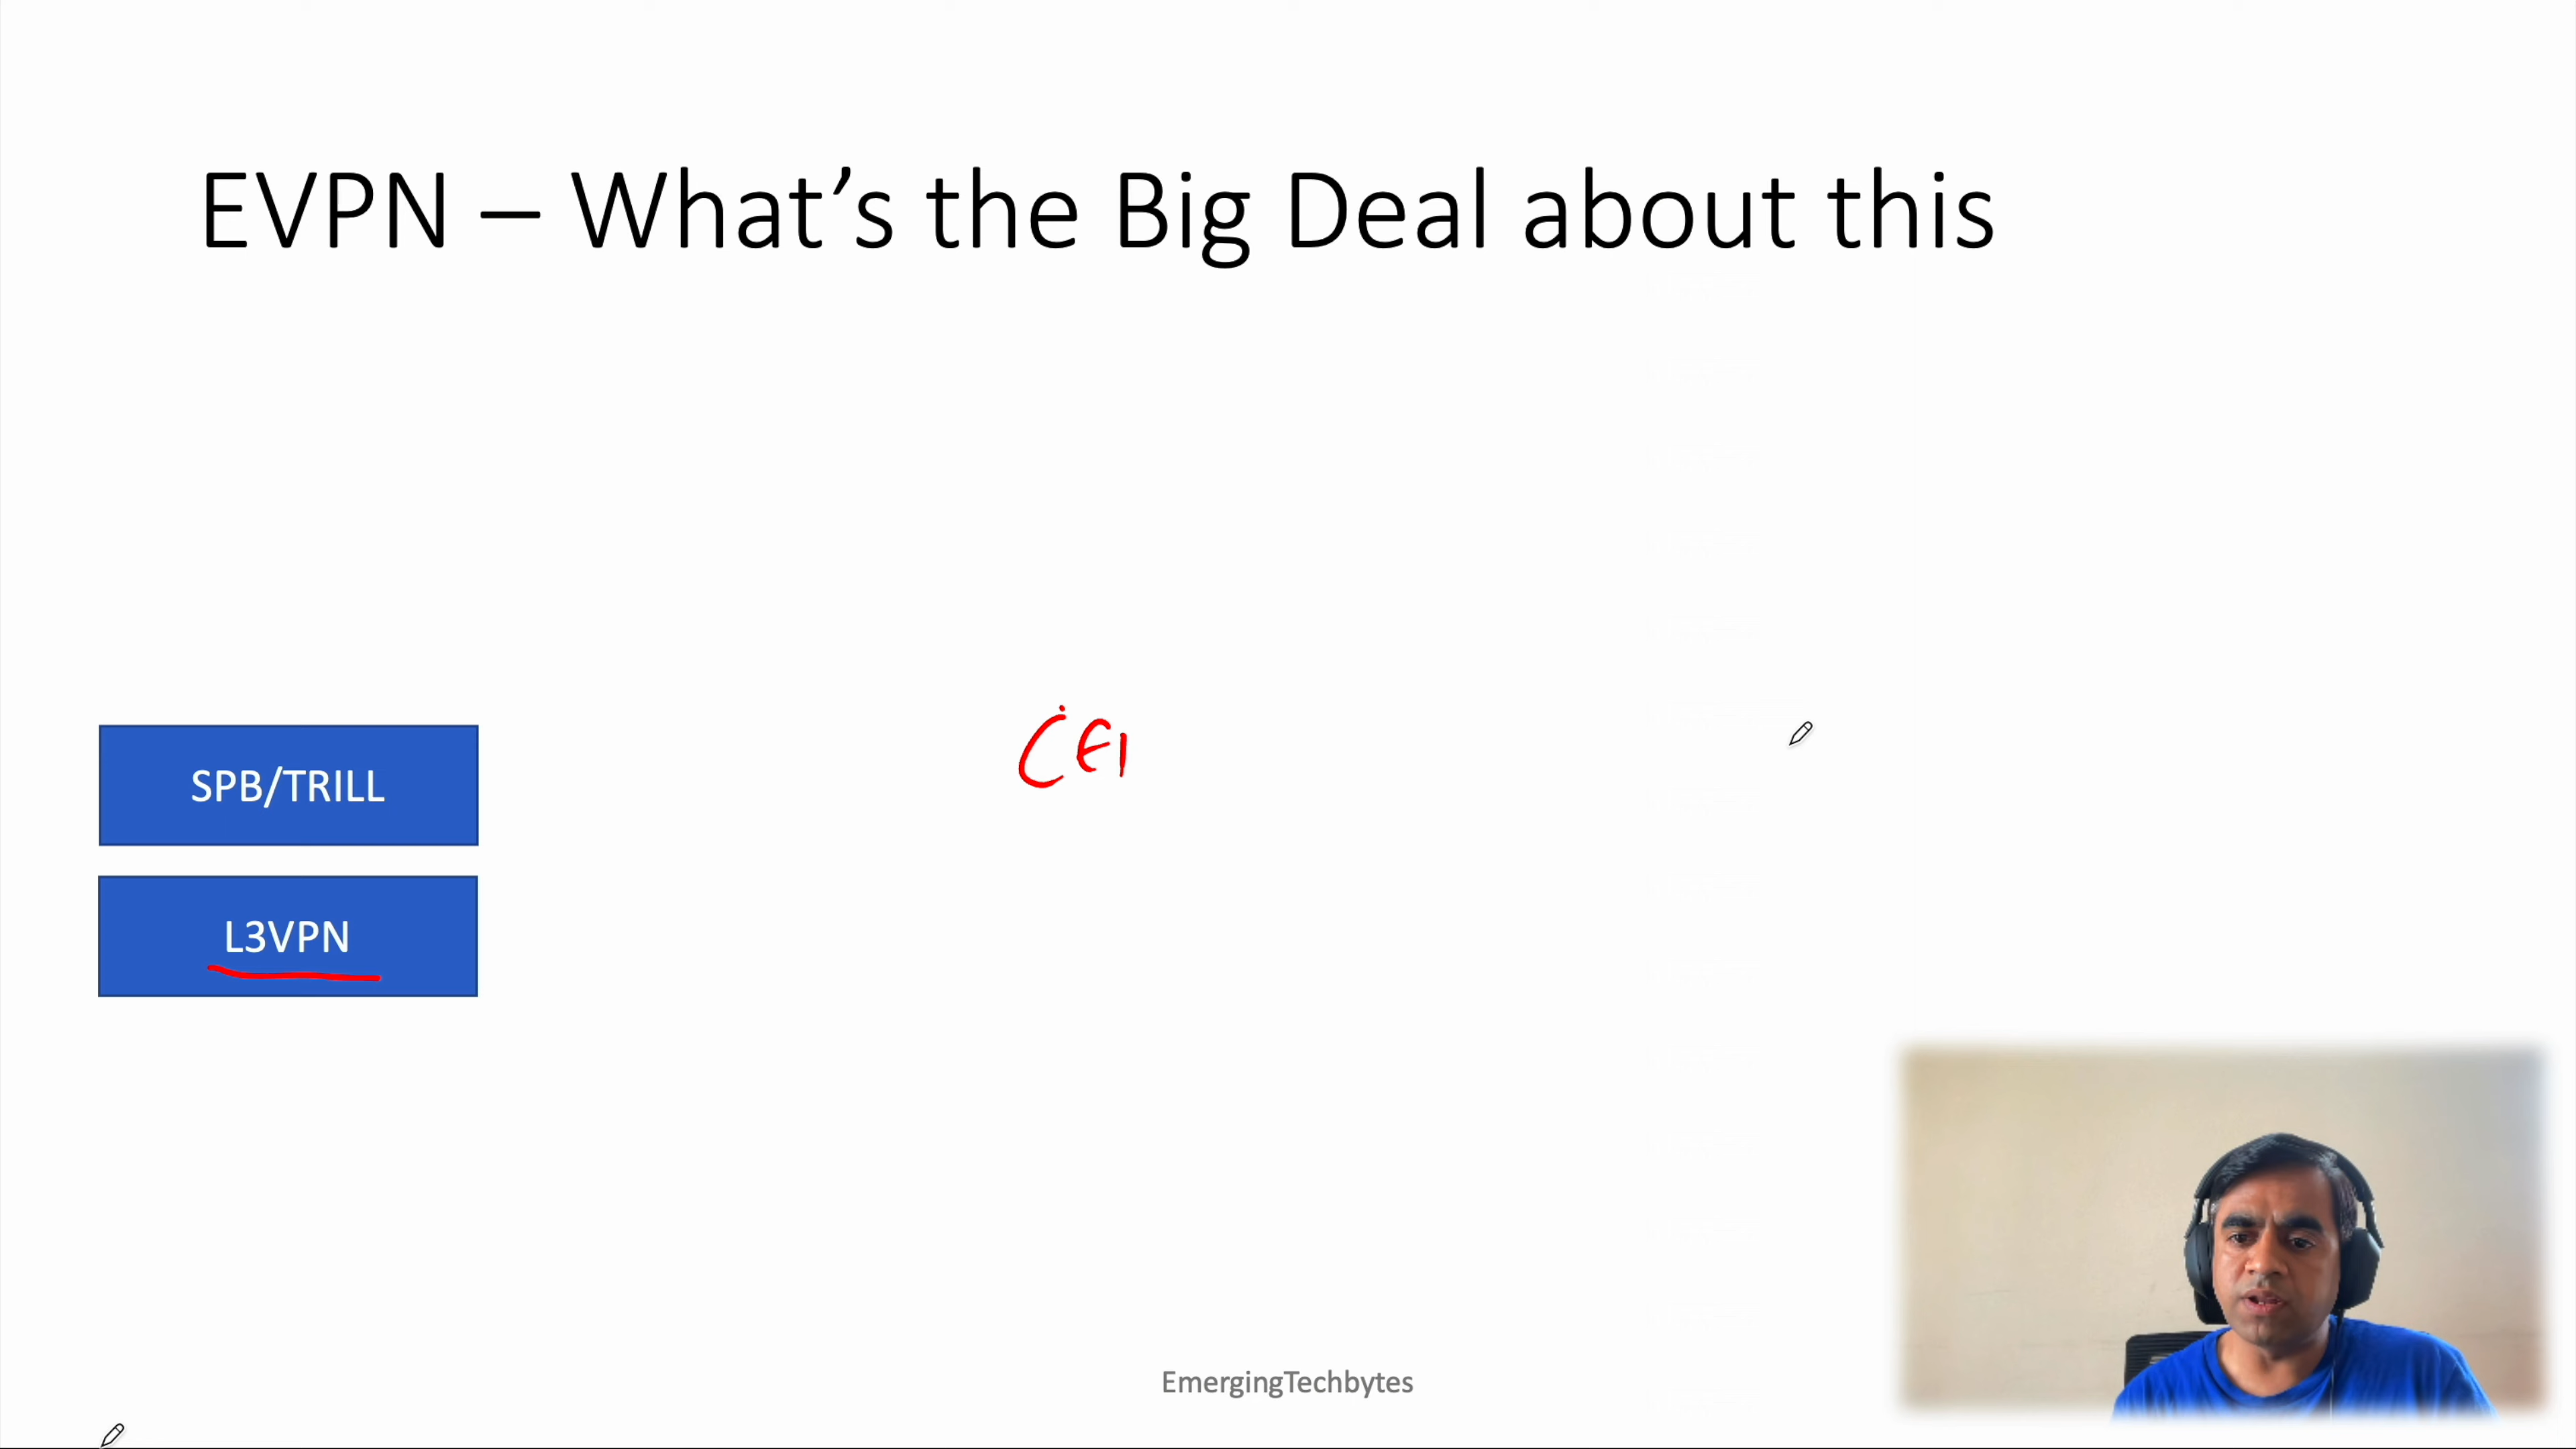 EVPN – What’s the Big Deal about this
CE1
SPB/TRILL
L3VPN
EmergingTechbytes